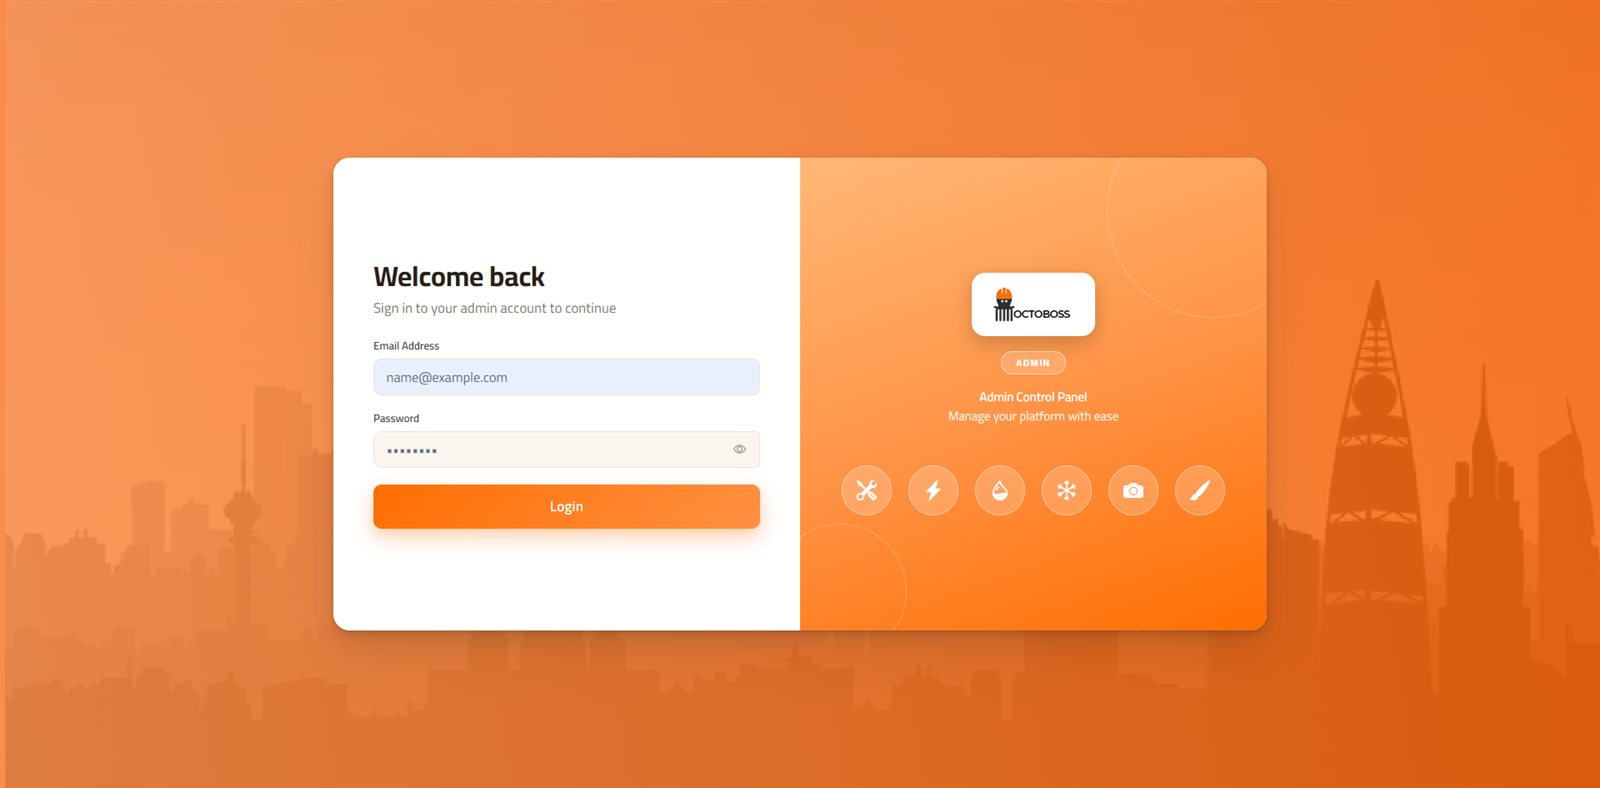 Welcome back
Sign in to your admin account to continue
Email Address
name@example.com
Password
Login
OCTOBOSS
ADMIN
Admin Control Panel
Manage your platform with ease